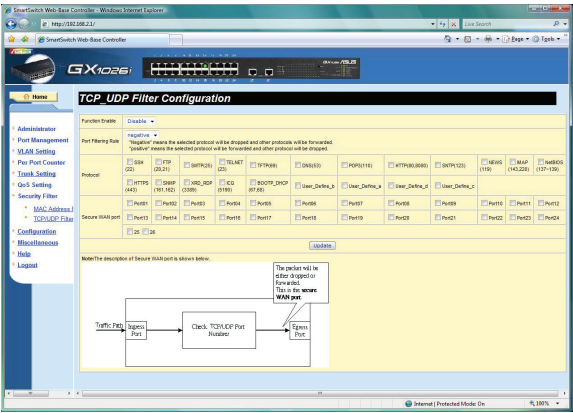 SmartSwitch Web-Base Controller - Windows Internet Explorer
http://192.168.2.1/
Live Search
SmartSwitch Web-Base Controller
Page
Tools
GX1026i
ASUS
Home
Administrator
Port Management
VLAN Setting
Per Port Counter
Trunk Setting
QoS Setting
Security Filter
MAC Address
TCP/UDP Filter
Configuration
Miscellaneous
Help
Logout
TCP_UDP Filter Configuration
Function Enable Disable
Port Filtering Rule negative
"Negative" means the selected protocol will be dropped and other protocols will be forwarded.
"positive" means the selected protocol will be forwarded and other protocol will be dropped.
Protocol
SSH (22) FTP (20,21) SMTP(25) TELNET (23) TFTP(69) DNS(53) POP3(110) HTTP(80,8080) SNTP(123) NEWS (119) IMAP (143,220) NetBIOS (137~139)
HTTPS (443) SNMP (161,162) XRD_RDP (3389) ICQ (5190) BOOTP_DHCP (67,68) User_Define_b User_Define_a User_Define_d User_Define_c
Secure WAN port
Port01 Port02 Port03 Port04 Port05 Port06 Port07 Port08 Port09 Port10 Port11 Port12
Port13 Port14 Port15 Port16 Port17 Port18 Port19 Port20 Port21 Port22 Port23 Port24
25 26
Update
Note:The description of Secure WAN port is shown below..
The packet will be either dropped or forwarded.
This is the secure WAN port.
Traffic Path
Ingress Port
Check TCP/UDP Port Number
Egress Port
Internet | Protected Mode: On
100%